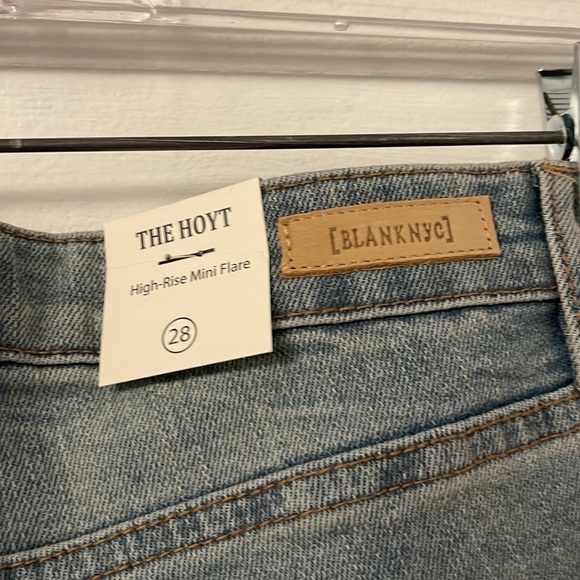 THE HOYT
High-Rise Mini Flare
28
[BLANKNYC]